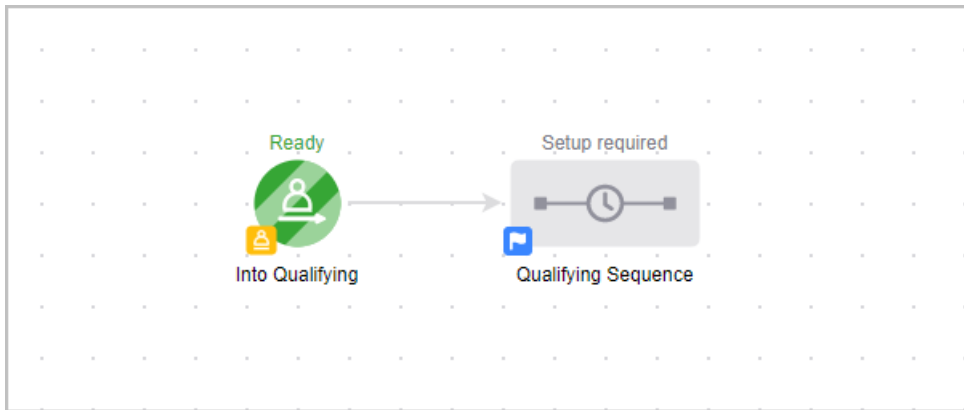 Ready
Setup required
Into Qualifying
Qualifying Sequence